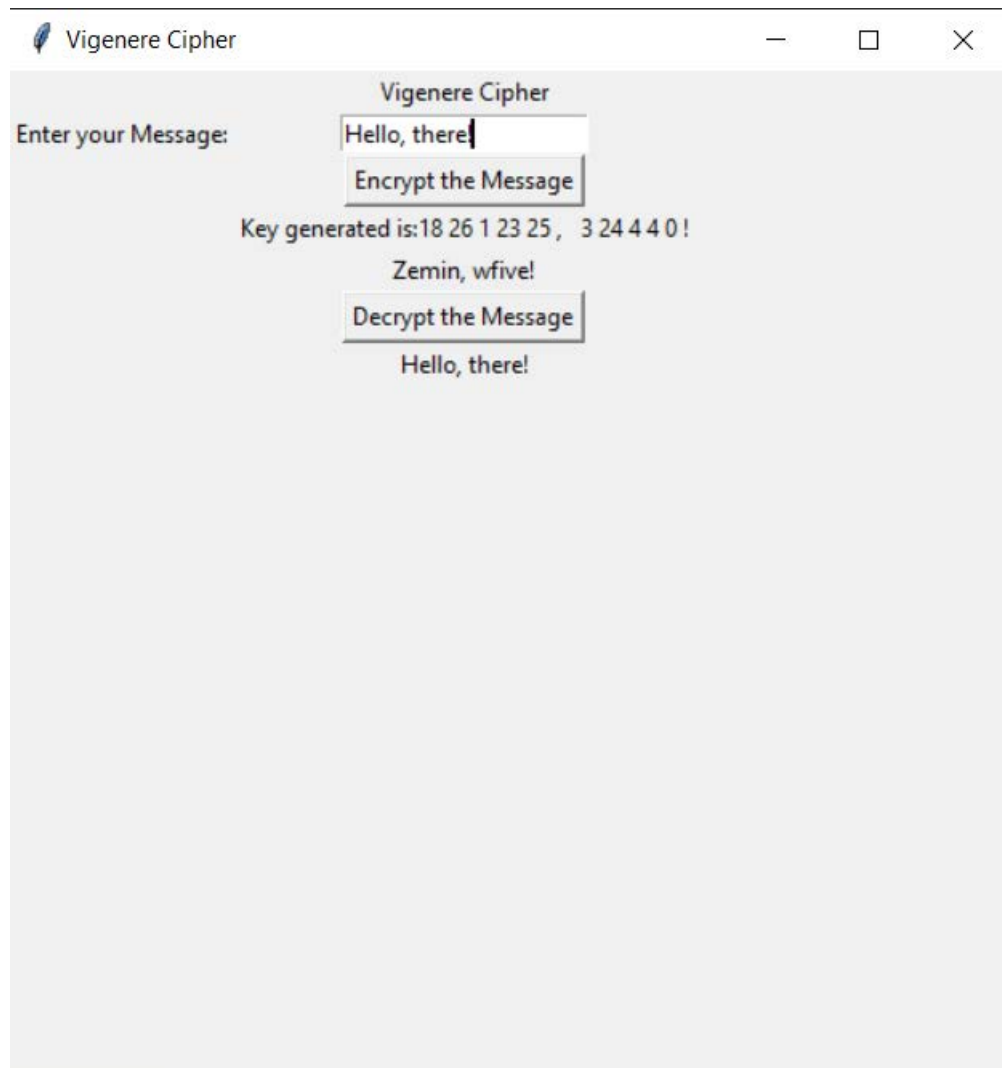 Vigenere Cipher
Vigenere Cipher
Enter your Message: Hello, there!
Encrypt the Message
Key generated is:18 26 1 23 25 ,   3 24 4 4 0 !
Zemin, wfive!
Decrypt the Message
Hello, there!